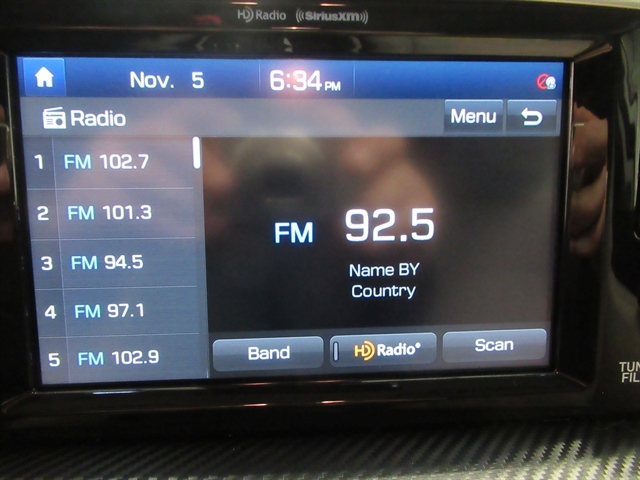 HD Radio ((SiriusXM))
Nov. 5 6:34 PM
Radio Menu
1 FM 102.7
2 FM 101.3
3 FM 94.5
4 FM 97.1
5 FM 102.9
FM 92.5
Name BY
Country
Band HD Radio Scan
TUN
FIL